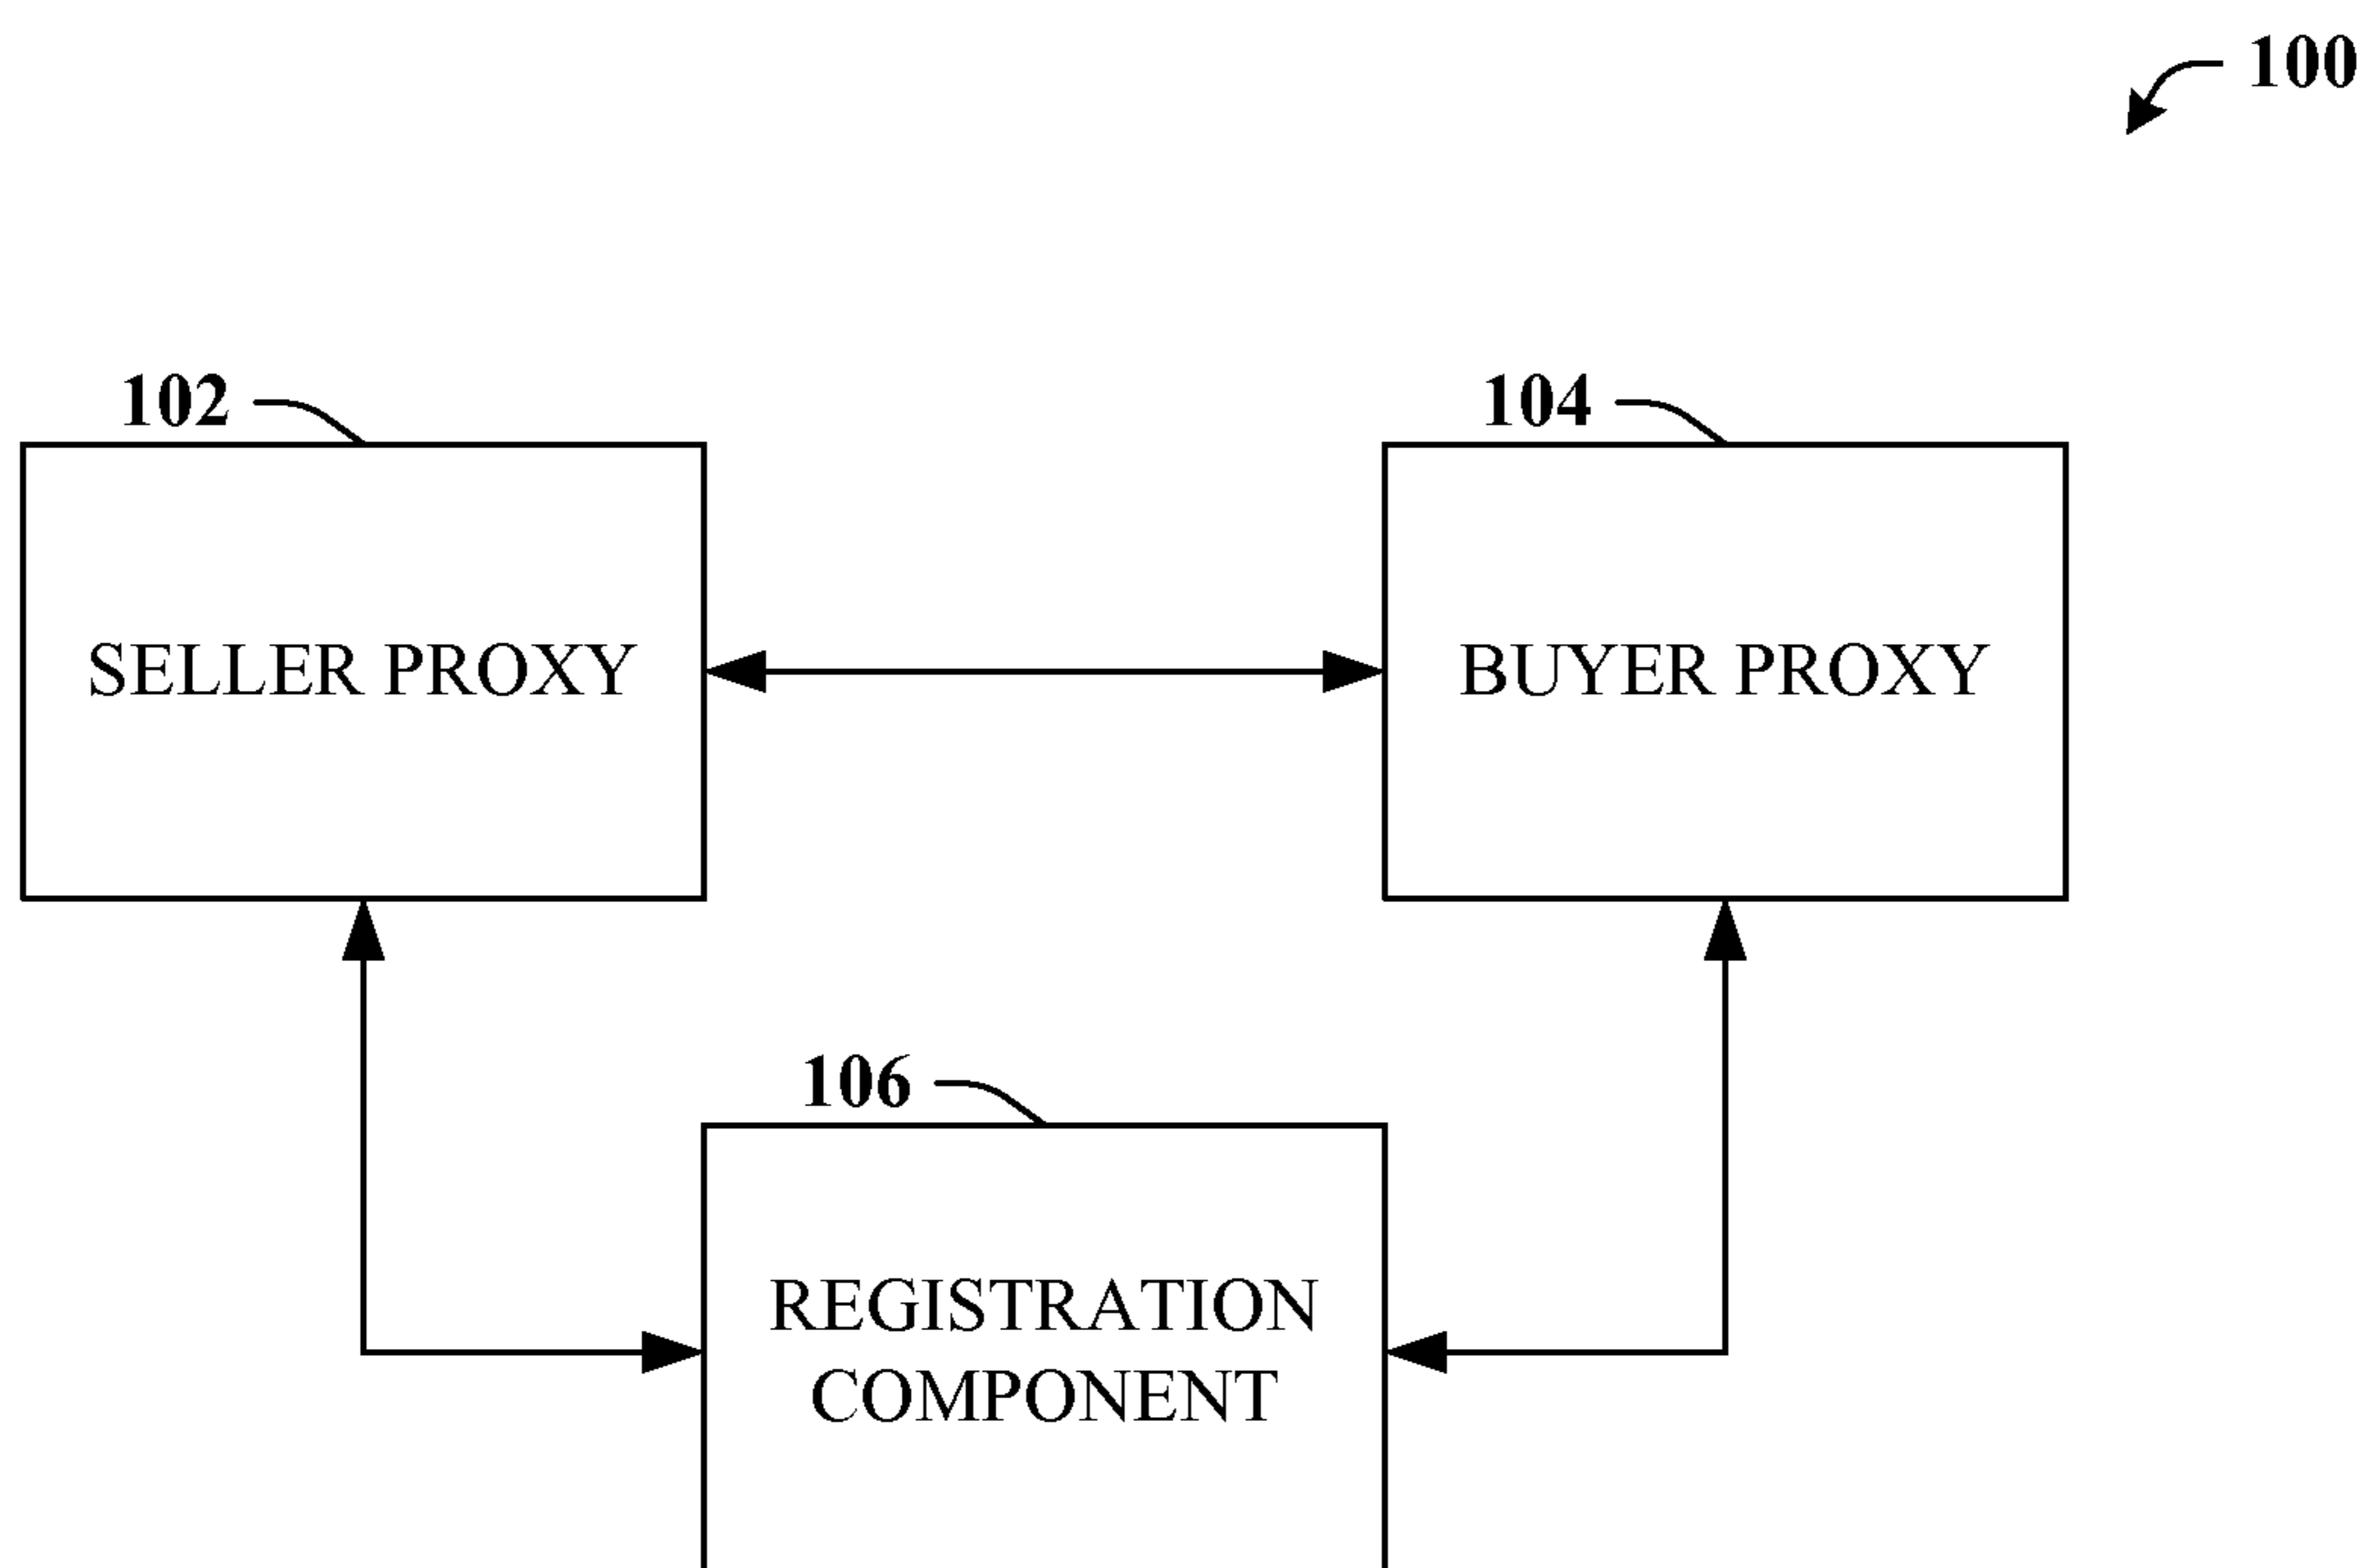 100
102
104
SELLER PROXY
BUYER PROXY
106
REGISTRATION
COMPONENT